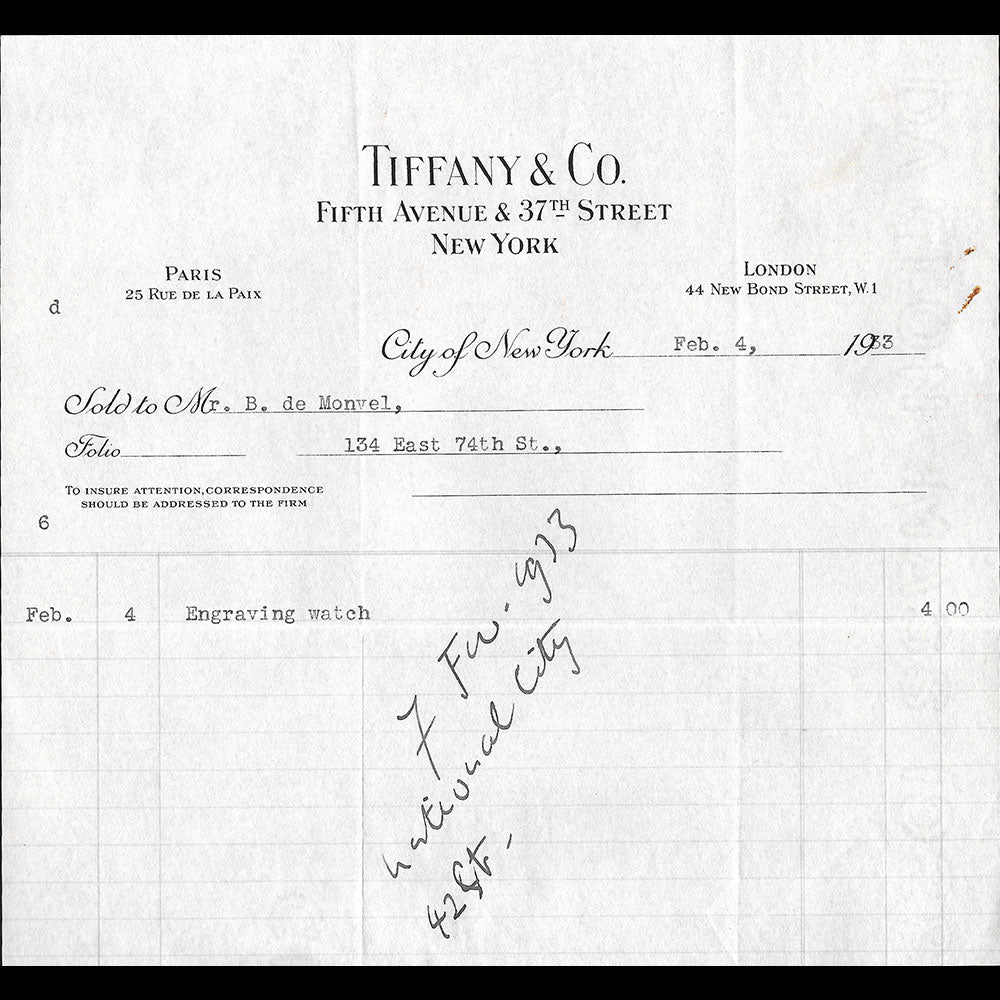 TIFFANY & CO.
FIFTH AVENUE & 37TH STREET
NEW YORK
PARIS
25 RUE DE LA PAIX
LONDON
44 NEW BOND STREET, W.1
d
City of New York Feb. 4, 1933
Sold to Mr. B. de Monvel,
Folio 134 East 74th St.,
TO INSURE ATTENTION, CORRESPONDENCE
SHOULD BE ADDRESSED TO THE FIRM
6
Feb. 4 Engraving watch 4 00
7 Fev. 1933
National City
42 St.